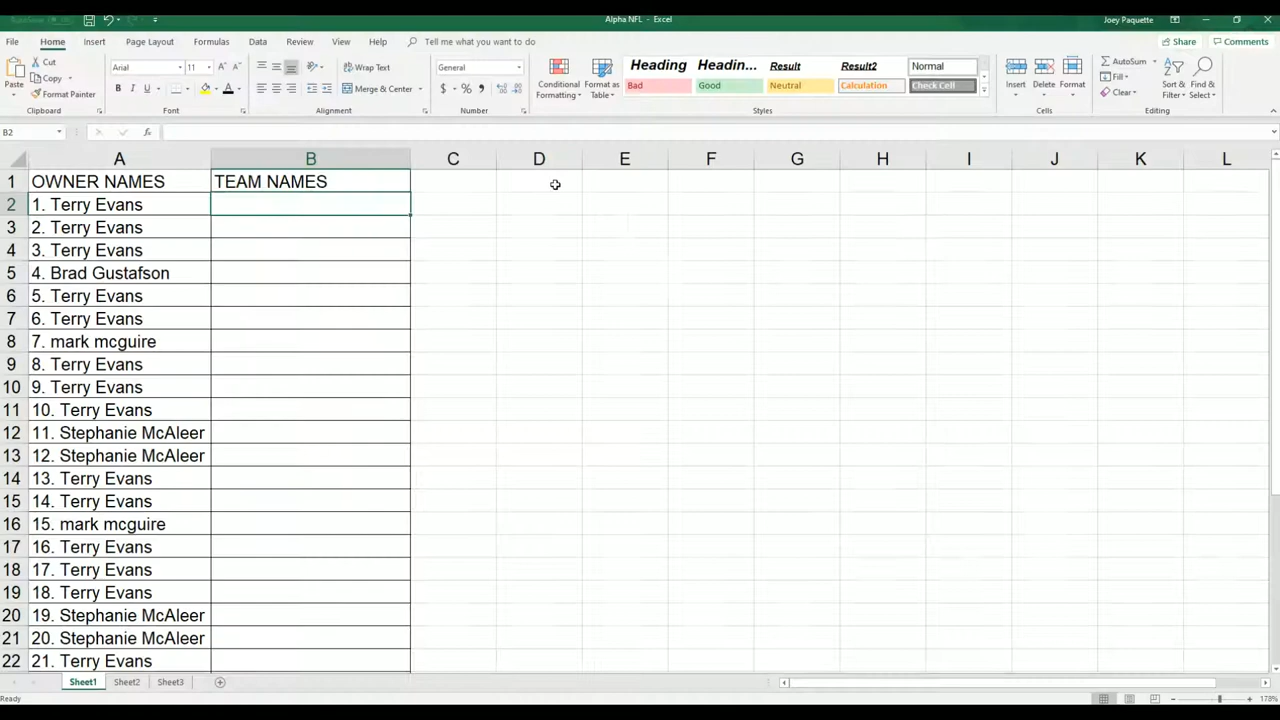 Alpha NFL - Excel
Joey Paquette
File Home Insert Page Layout Formulas Data Review View Help Tell me what you want to do
Share Comments
Paste
Cut
Copy
Format Painter
Clipboard
Arial 11
Font
Wrap Text
Merge & Center
Alignment
General
Number
Conditional Formatting
Format as Table
Heading Headin... Result Result2 Normal
Bad Good Neutral Calculation Check Cell
Styles
Insert Delete Format
Cells
AutoSum
Fill
Clear
Sort & Filter
Find & Select
Editing
B2
fx
A B C D E F G H I J K L
1 OWNER NAMES TEAM NAMES
2 1. Terry Evans
3 2. Terry Evans
4 3. Terry Evans
5 4. Brad Gustafson
6 5. Terry Evans
7 6. Terry Evans
8 7. mark mcguire
9 8. Terry Evans
10 9. Terry Evans
11 10. Terry Evans
12 11. Stephanie McAleer
13 12. Stephanie McAleer
14 13. Terry Evans
15 14. Terry Evans
16 15. mark mcguire
17 16. Terry Evans
18 17. Terry Evans
19 18. Terry Evans
20 19. Stephanie McAleer
21 20. Stephanie McAleer
22 21. Terry Evans
Sheet1 Sheet2 Sheet3
Ready
178%